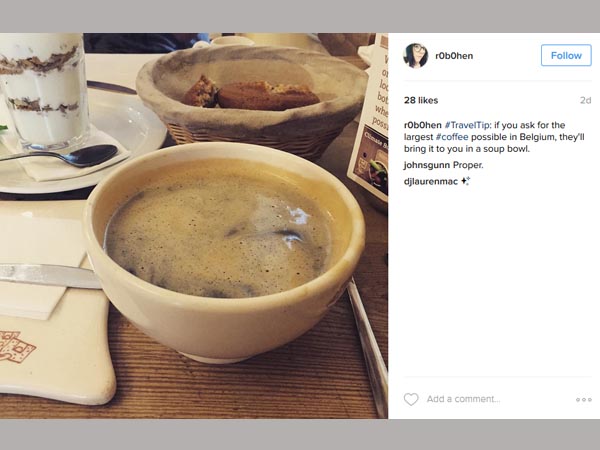 r0b0hen
Follow
28 likes
2d
r0b0hen #TravelTip: if you ask for the
largest #coffee possible in Belgium, they'll
bring it to you in a soup bowl.
johnsgunn Proper.
djlaurenmac ✨
Add a comment...